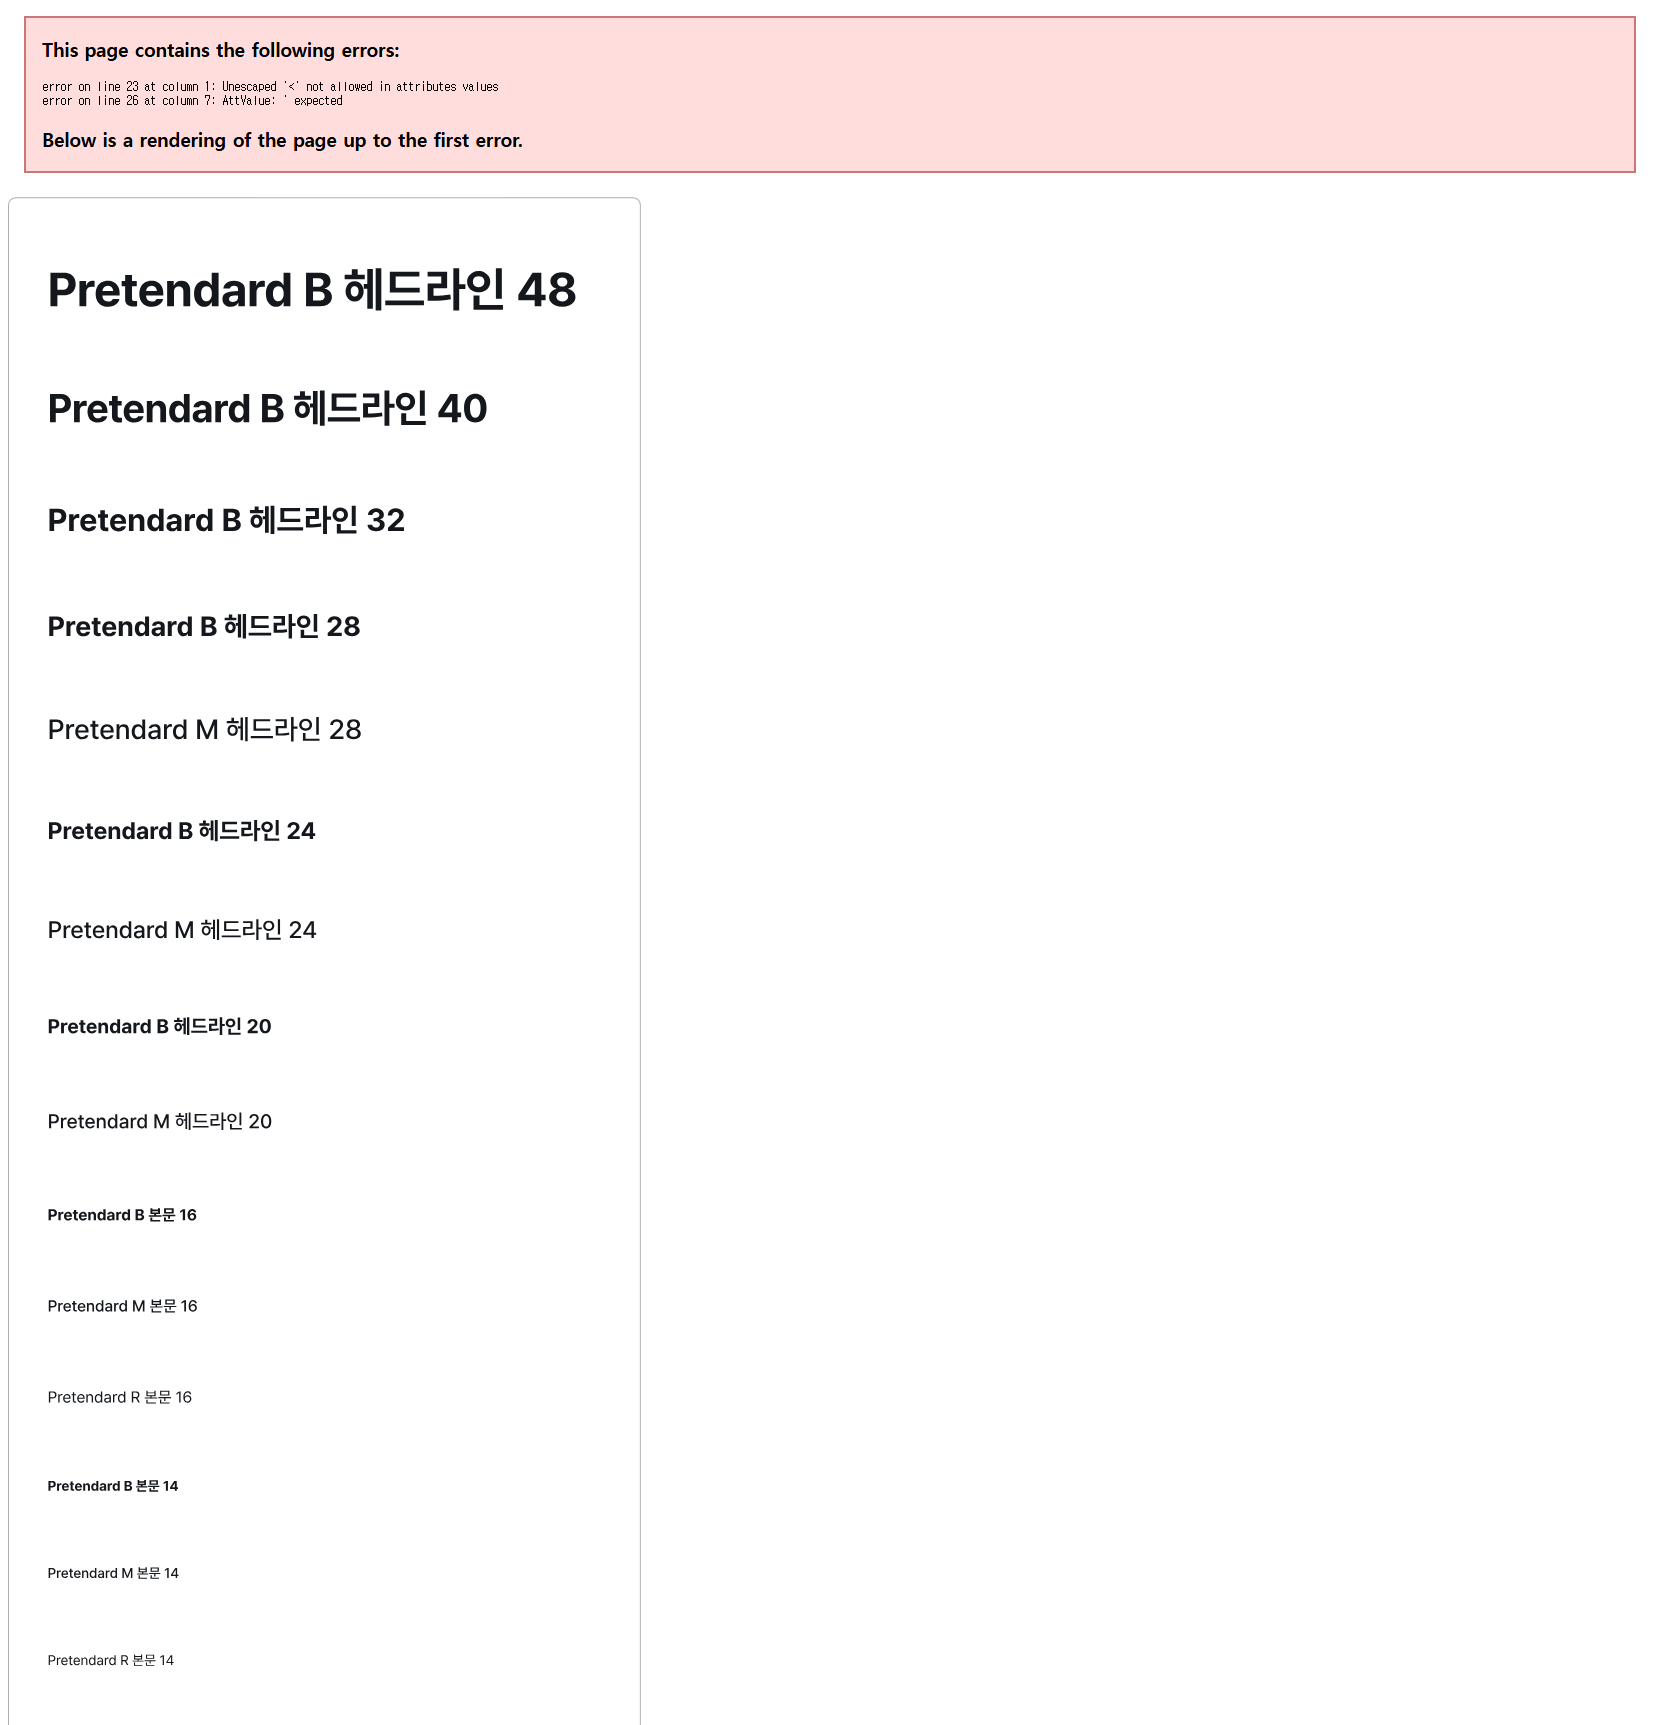 This page contains the following errors:
error on line 23 at column 1: Unescaped '<' not allowed in attributes values
error on line 26 at column 7: AttValue: ' expected
Below is a rendering of the page up to the first error.
Pretendard B 헤드라인 48
Pretendard B 헤드라인 40
Pretendard B 헤드라인 32
Pretendard B 헤드라인 28
Pretendard M 헤드라인 28
Pretendard B 헤드라인 24
Pretendard M 헤드라인 24
Pretendard B 헤드라인 20
Pretendard M 헤드라인 20
Pretendard B 본문 16
Pretendard M 본문 16
Pretendard R 본문 16
Pretendard B 본문 14
Pretendard M 본문 14
Pretendard R 본문 14